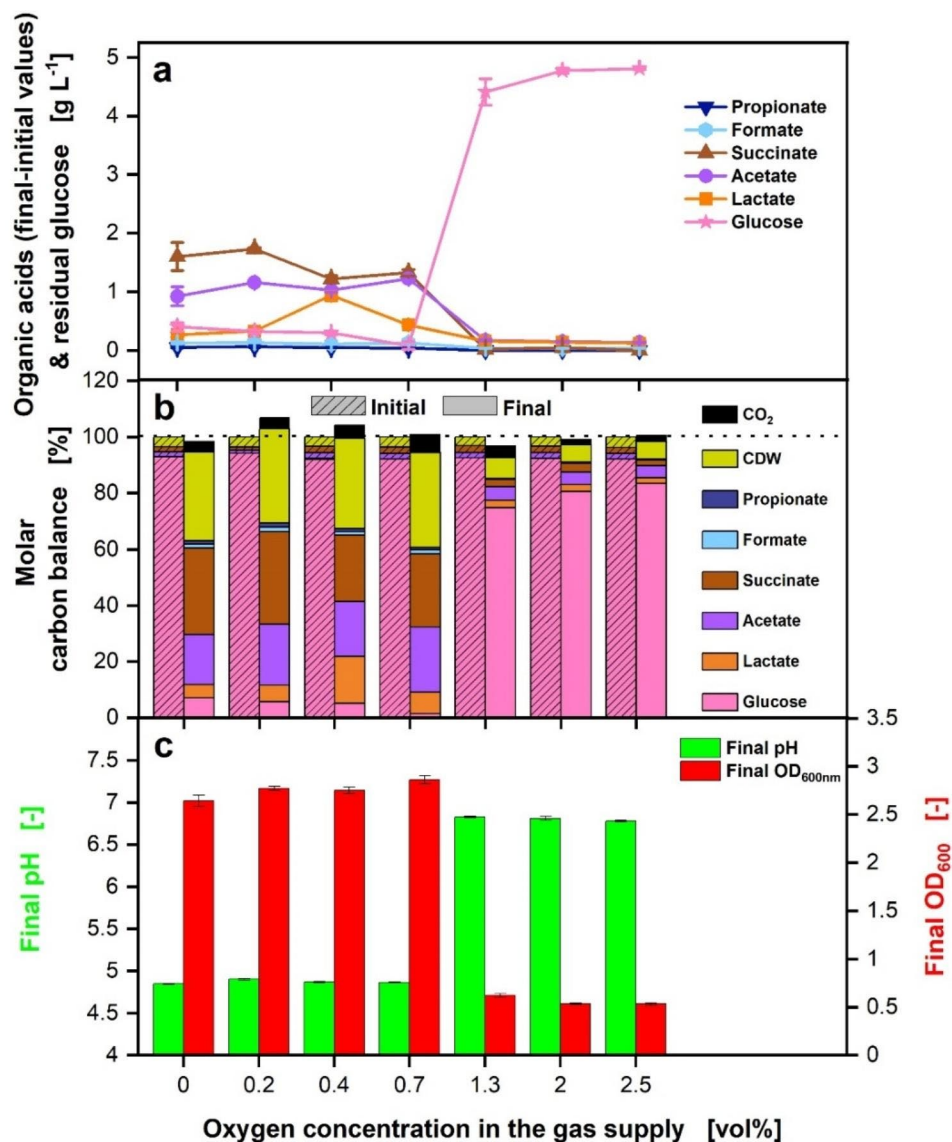 a
Organic acids (final-initial values)
& residual glucose [g L⁻¹]
5
4
3
2
1
0
Propionate
Formate
Succinate
Acetate
Lactate
Glucose
b
Molar
carbon balance [%]
120
100
80
60
40
20
0
Initial
Final
CO₂
CDW
Propionate
Formate
Succinate
Acetate
Lactate
Glucose
c
Final pH [-]
7.5
7
6.5
6
5.5
5
4.5
4
Final pH
Final OD₆₀₀nm
3.5
3
2.5
2
1.5
1
0.5
0
Final OD₆₀₀ [-]
0 0.2 0.4 0.7 1.3 2 2.5
Oxygen concentration in the gas supply [vol%]